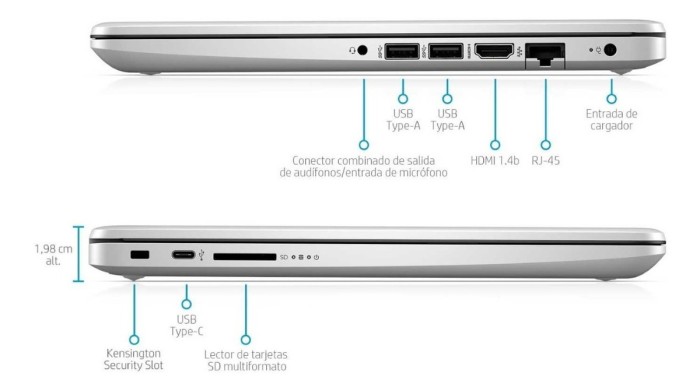 USB
Type-A
USB
Type-A
Entrada de
cargador
Conector combinado de salida
de audífonos/entrada de micrófono
HDMI 1.4b
RJ-45
1,98 cm
alt.
SD
USB
Type-C
Kensington
Security Slot
Lector de tarjetas
SD multiformato